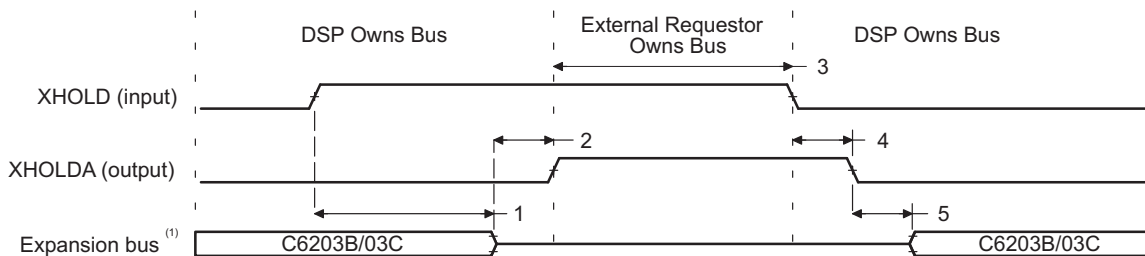 DSP Owns Bus
External Requestor
Owns Bus
DSP Owns Bus
3
XHOLD (input)
2
4
XHOLDA (output)
1
5
Expansion bus (1)
C6203B/03C
C6203B/03C